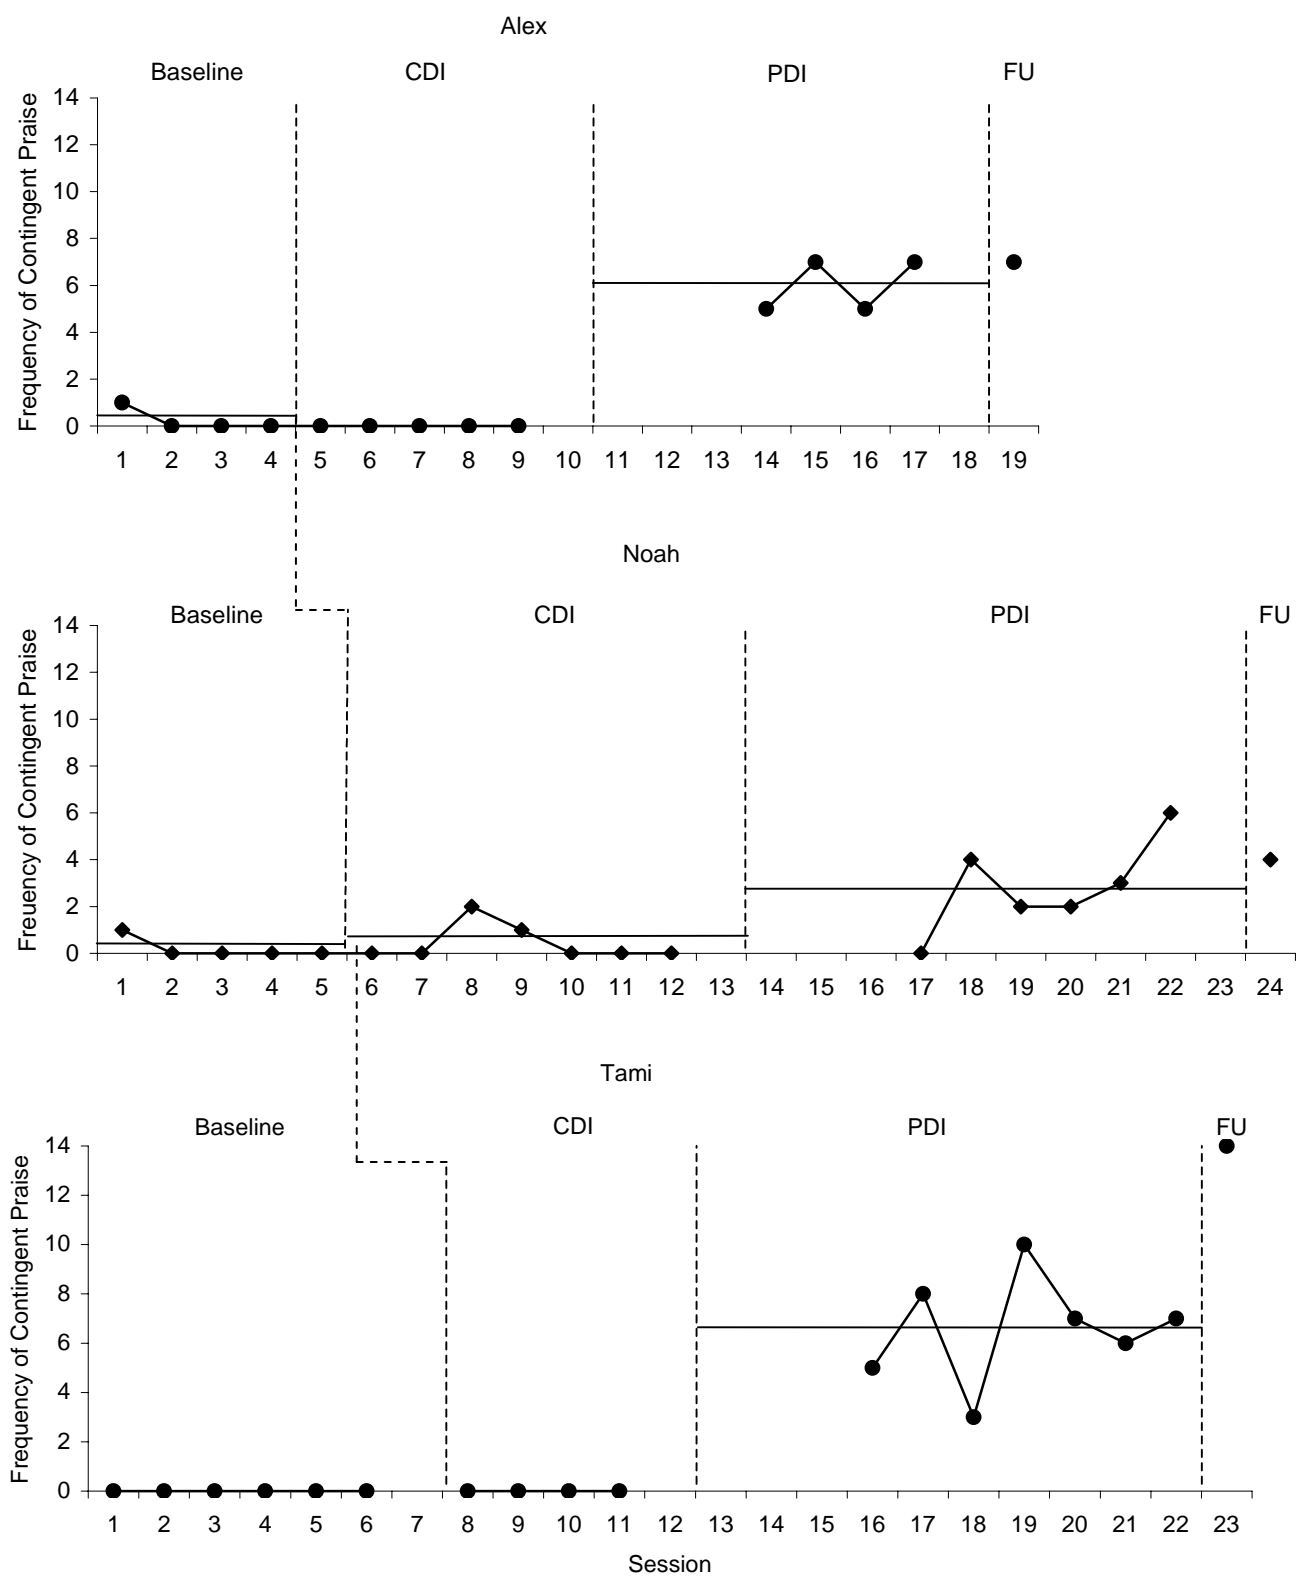 Alex
Baseline CDI PDI FU
Frequency of Contingent Praise
14
12
10
8
6
4
2
0
1 2 3 4 5 6 7 8 9 10 11 12 13 14 15 16 17 18 19
Noah
Baseline CDI PDI FU
Freuency of Contingent Praise
14
12
10
8
6
4
2
0
1 2 3 4 5 6 7 8 9 10 11 12 13 14 15 16 17 18 19 20 21 22 23 24
Tami
Baseline CDI PDI FU
Frequency of Contingent Praise
14
12
10
8
6
4
2
0
1 2 3 4 5 6 7 8 9 10 11 12 13 14 15 16 17 18 19 20 21 22 23
Session